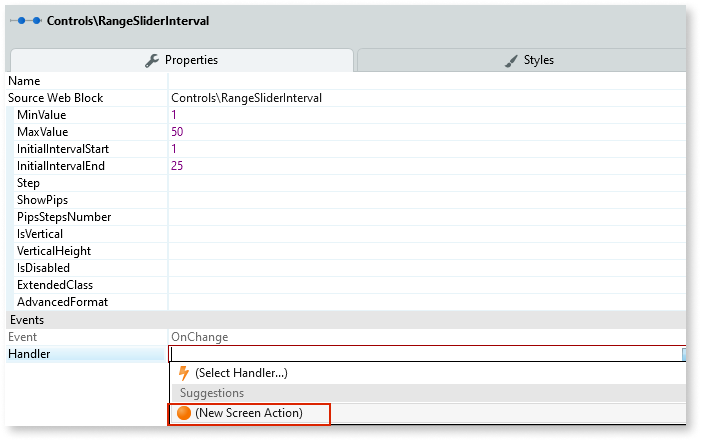 Controls\RangeSliderInterval
Properties
Styles
Name
Source Web Block Controls\RangeSliderInterval
MinValue 1
MaxValue 50
InitialIntervalStart 1
InitialIntervalEnd 25
Step
ShowPips
PipsStepsNumber
IsVertical
VerticalHeight
IsDisabled
ExtendedClass
AdvancedFormat
Events
Event OnChange
Handler
(Select Handler...)
Suggestions
(New Screen Action)